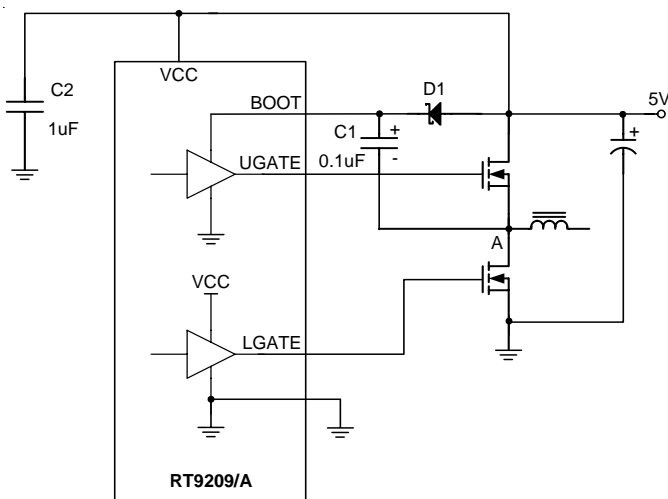 VCC
C2
1uF
BOOT
D1
5V
C1
+
+
0.1uF
-
UGATE
A
VCC
LGATE
RT9209/A